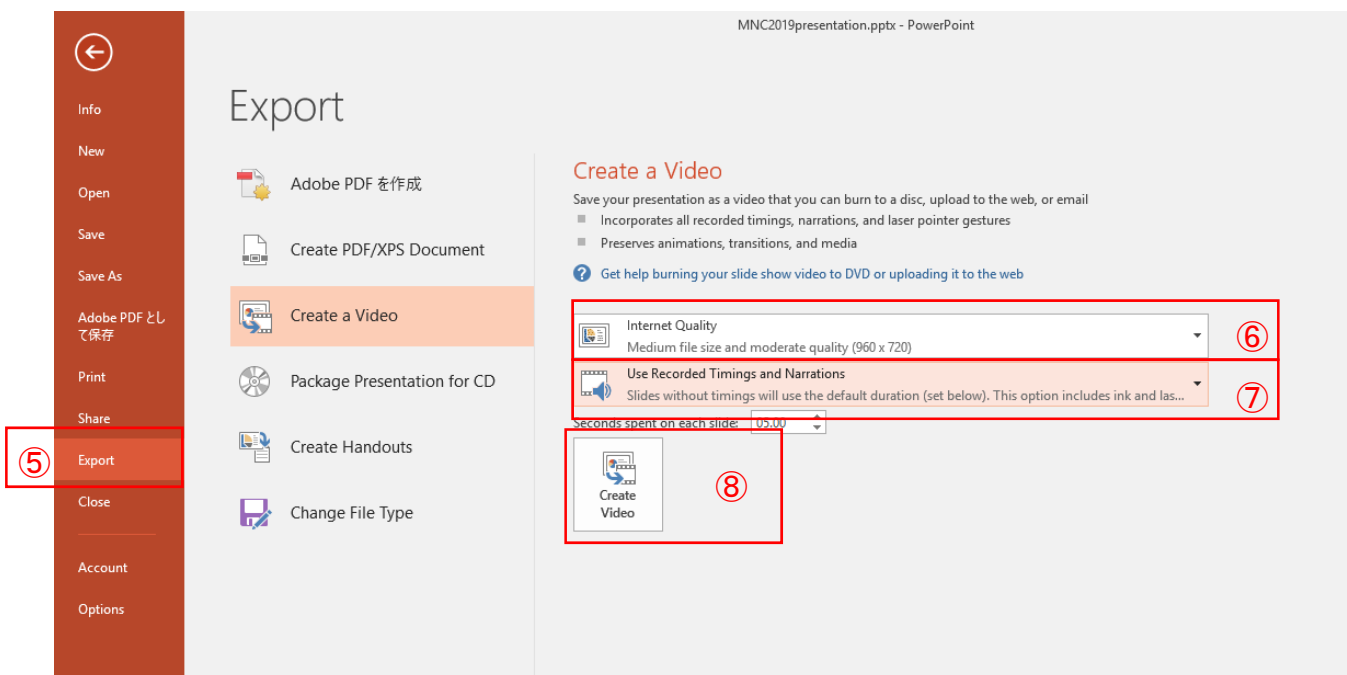 MNC2019presentation.pptx - PowerPoint
Info
New
Open
Save
Save As
Adobe PDF とし
て保存
Print
Share
⑤
Export
Close
Account
Options
Export
Adobe PDF を作成
Create PDF/XPS Document
Create a Video
Package Presentation for CD
Create Handouts
Change File Type
Create a Video
Save your presentation as a video that you can burn to a disc, upload to the web, or email
Incorporates all recorded timings, narrations, and laser pointer gestures
Preserves animations, transitions, and media
? Get help burning your slide show video to DVD or uploading it to the web
Internet Quality
Medium file size and moderate quality (960 x 720)
⑥
Use Recorded Timings and Narrations
Slides without timings will use the default duration (set below). This option includes ink and las...
⑦
Seconds spent on each slide: 05.00
Create
Video
⑧